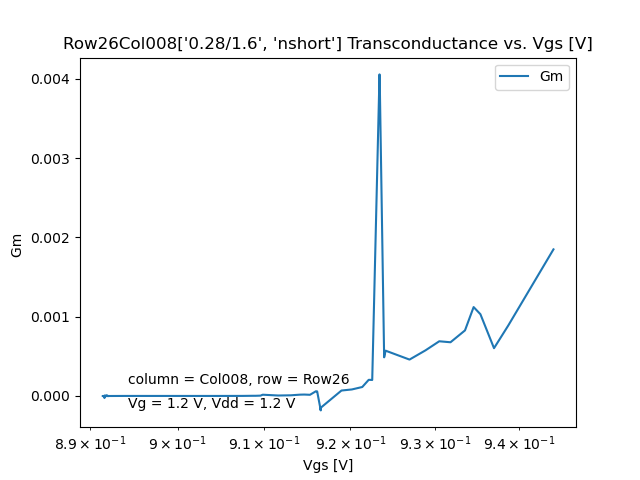 Row26Col008['0.28/1.6', 'nshort'] Transconductance vs. Vgs [V]
Gm
0.004
0.003
0.002
0.001
0.000
Gm
column = Col008, row = Row26
Vg = 1.2 V, Vdd = 1.2 V
8.9 × 10⁻¹ 9 × 10⁻¹ 9.1 × 10⁻¹ 9.2 × 10⁻¹ 9.3 × 10⁻¹ 9.4 × 10⁻¹
Vgs [V]